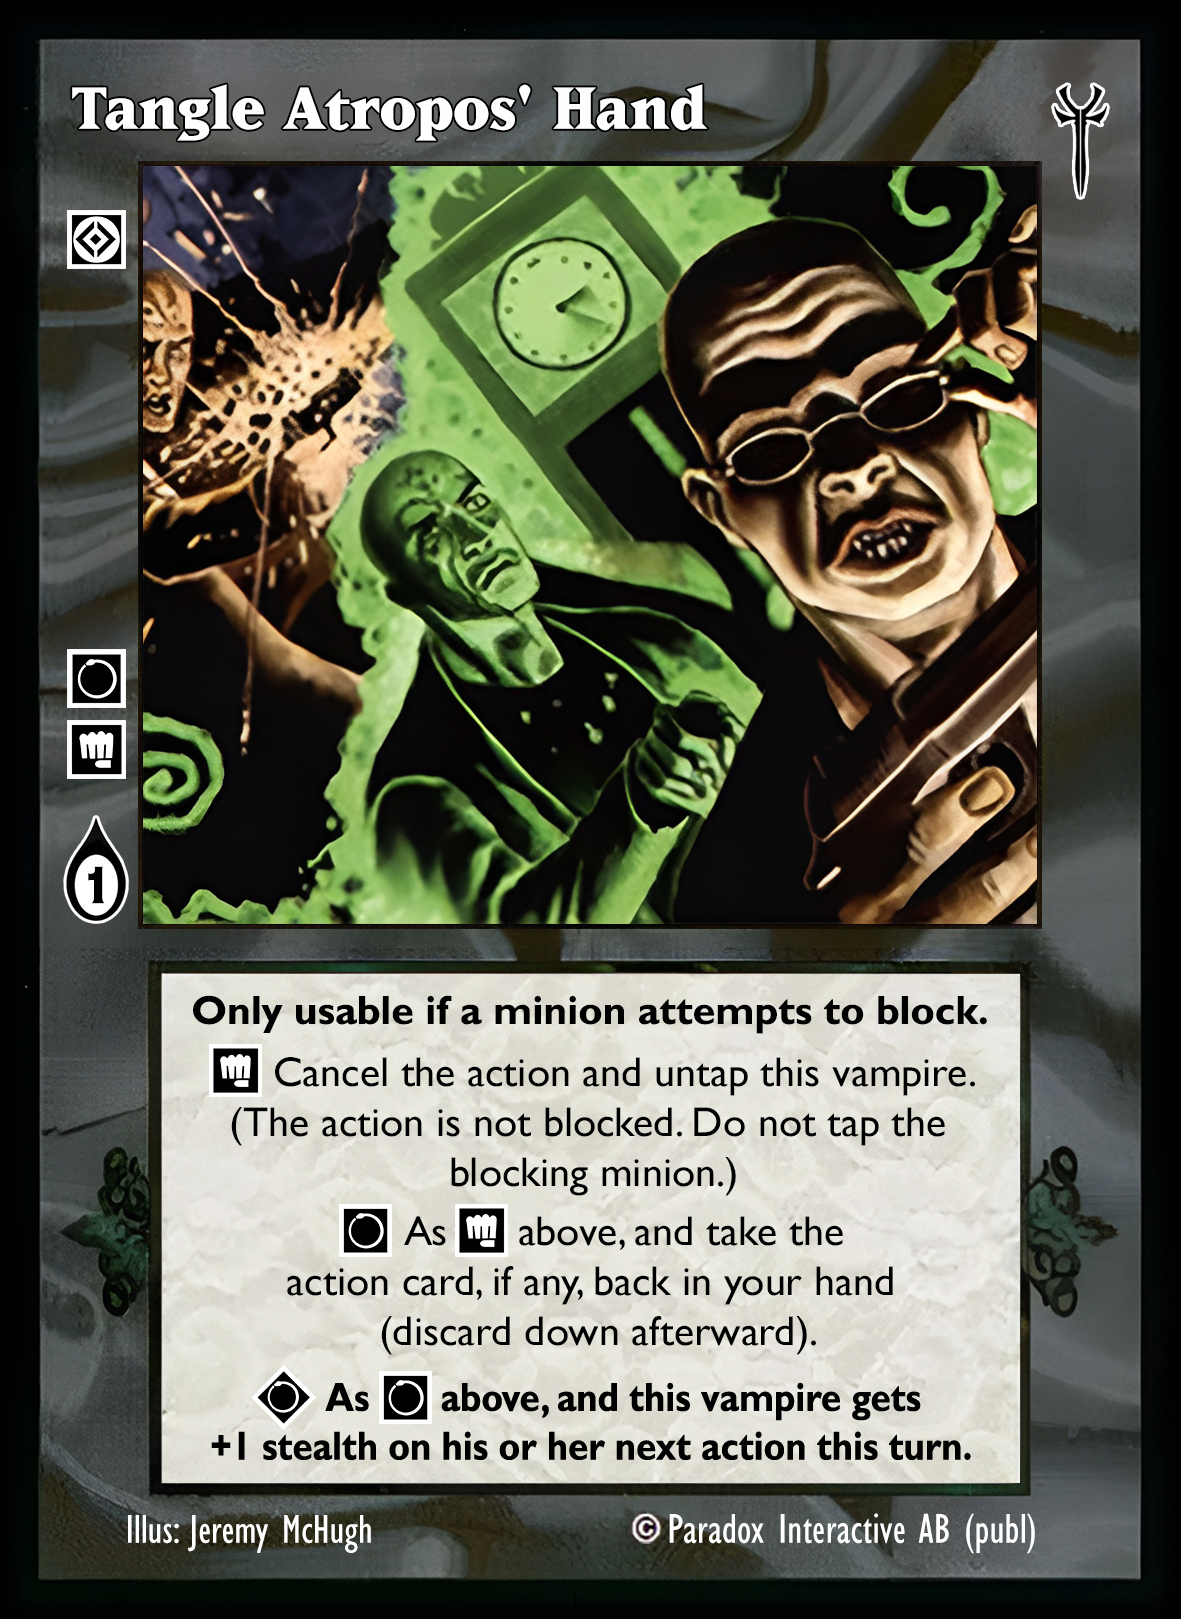 Tangle Atropos' Hand
1
Only usable if a minion attempts to block.
Cancel the action and untap this vampire.
(The action is not blocked. Do not tap the
blocking minion.)
As above, and take the
action card, if any, back in your hand
(discard down afterward).
As above, and this vampire gets
+1 stealth on his or her next action this turn.
Illus: Jeremy McHugh
© Paradox Interactive AB (publ)